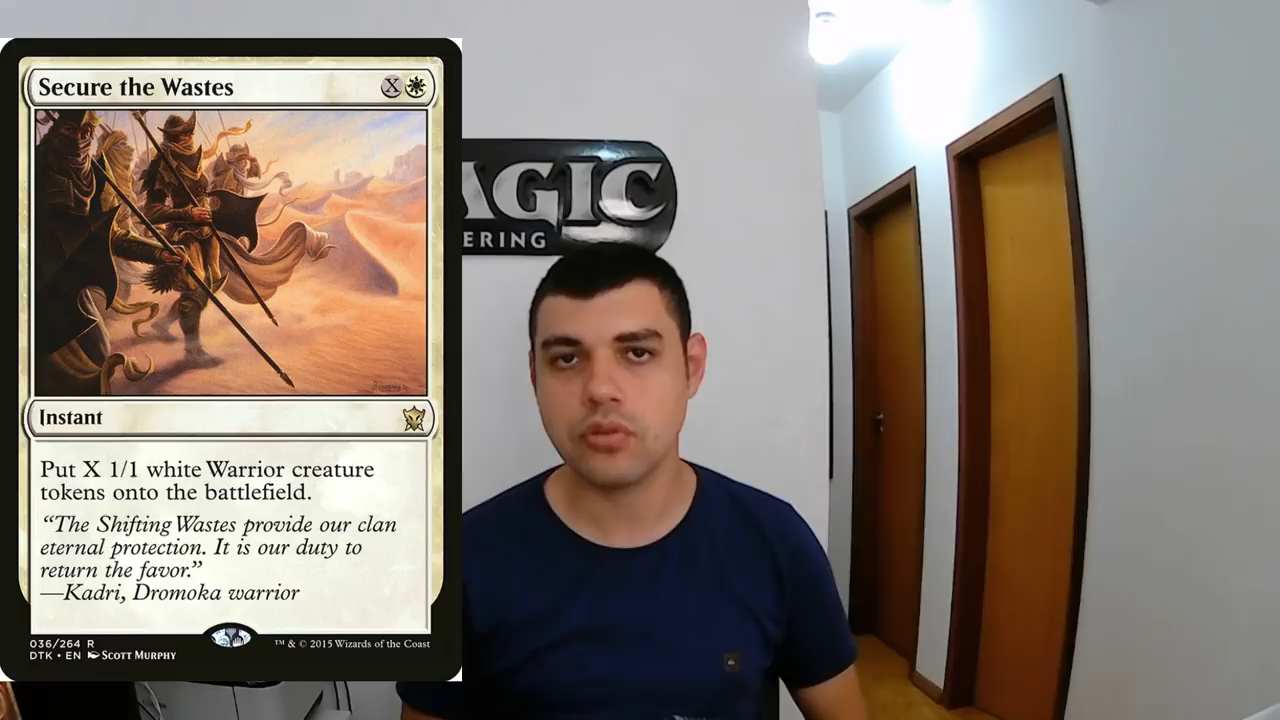 Secure the Wastes
X
AGIC
ERING
Instant
Put X 1/1 white Warrior creature
tokens onto the battlefield.
“The Shifting Wastes provide our clan
eternal protection. It is our duty to
return the favor.”
—Kadri, Dromoka warrior
036/264 R
DTK • EN Scott Murphy
™ & © 2015 Wizards of the Coast